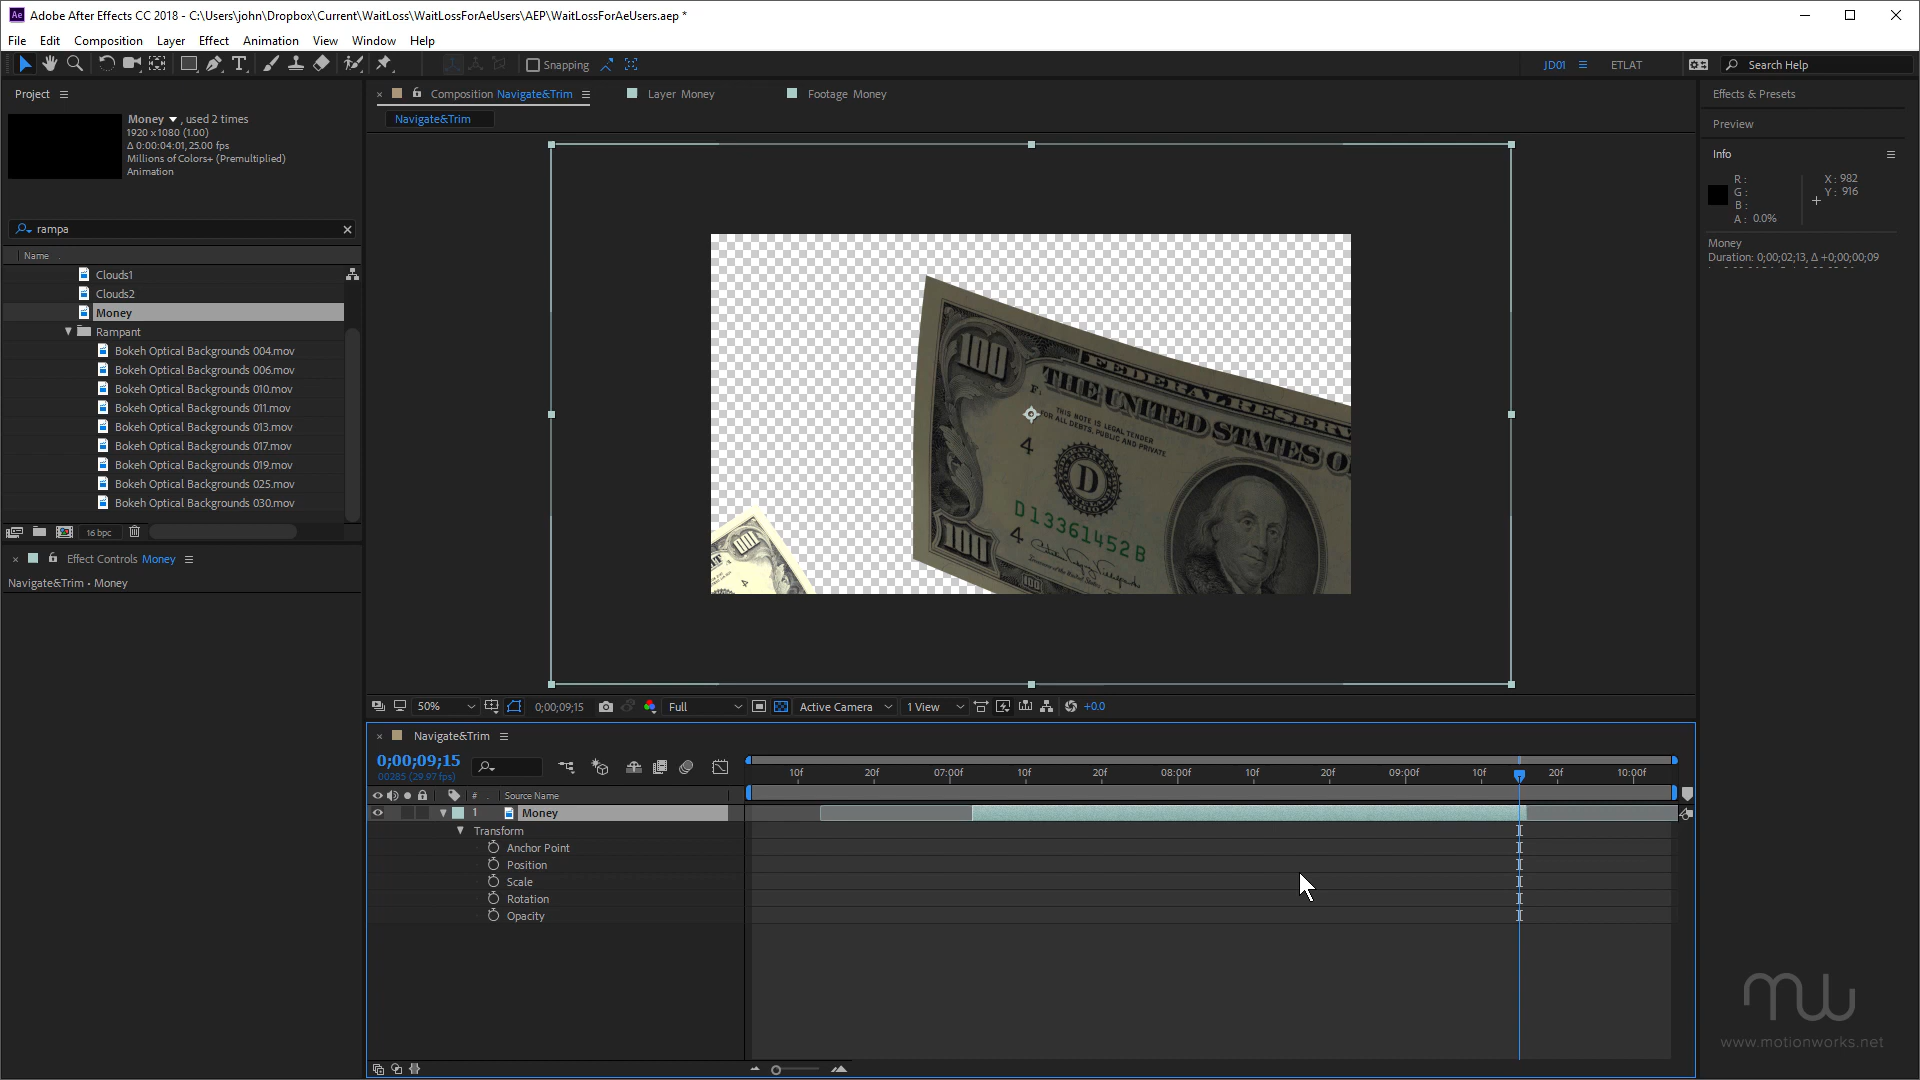 Adobe After Effects CC 2018 - C:\Users\john\Dropbox\Current\WaitLoss\WaitLossForAeUsers\AEP\WaitLossForAeUsers.aep *
File Edit Composition Layer Effect Animation View Window Help
Snapping
JD01
ETLAT
Search Help
Project
Money , used 2 times
1920 x 1080 (1.00)
Δ 0:00:04:01, 25.00 fps
Millions of Colors+ (Premultiplied)
Animation
rampa
Name
Clouds1
Clouds2
Money
Rampant
Bokeh Optical Backgrounds 004.mov
Bokeh Optical Backgrounds 006.mov
Bokeh Optical Backgrounds 010.mov
Bokeh Optical Backgrounds 011.mov
Bokeh Optical Backgrounds 013.mov
Bokeh Optical Backgrounds 017.mov
Bokeh Optical Backgrounds 019.mov
Bokeh Optical Backgrounds 025.mov
Bokeh Optical Backgrounds 030.mov
16 bpc
Effect Controls Money
Navigate&Trim • Money
Composition Navigate&Trim
Layer Money
Footage Money
Navigate&Trim
100
FEDERAL RESERV
THE UNITED STATES O
THIS NOTE IS LEGAL TENDER
FOR ALL DEBTS, PUBLIC AND PRIVATE
4
D
D13361452B
4
100
100
100
4
50%
0;00;09;15
Full
Active Camera
1 View
+0.0
Effects & Presets
Preview
Info
R :
G :
B :
A : 0.0%
X : 982
Y : 916
Money
Duration: 0;00;02;13, Δ +0;00;00;09
Navigate&Trim
0;00;09;15
00285 (29.97 fps)
# Source Name
1 Money
Transform
Anchor Point
Position
Scale
Rotation
Opacity
10f 20f 07:00f 10f 20f 08:00f 10f 20f 09:00f 10f 20f 10:00f
mw
www.motionworks.net